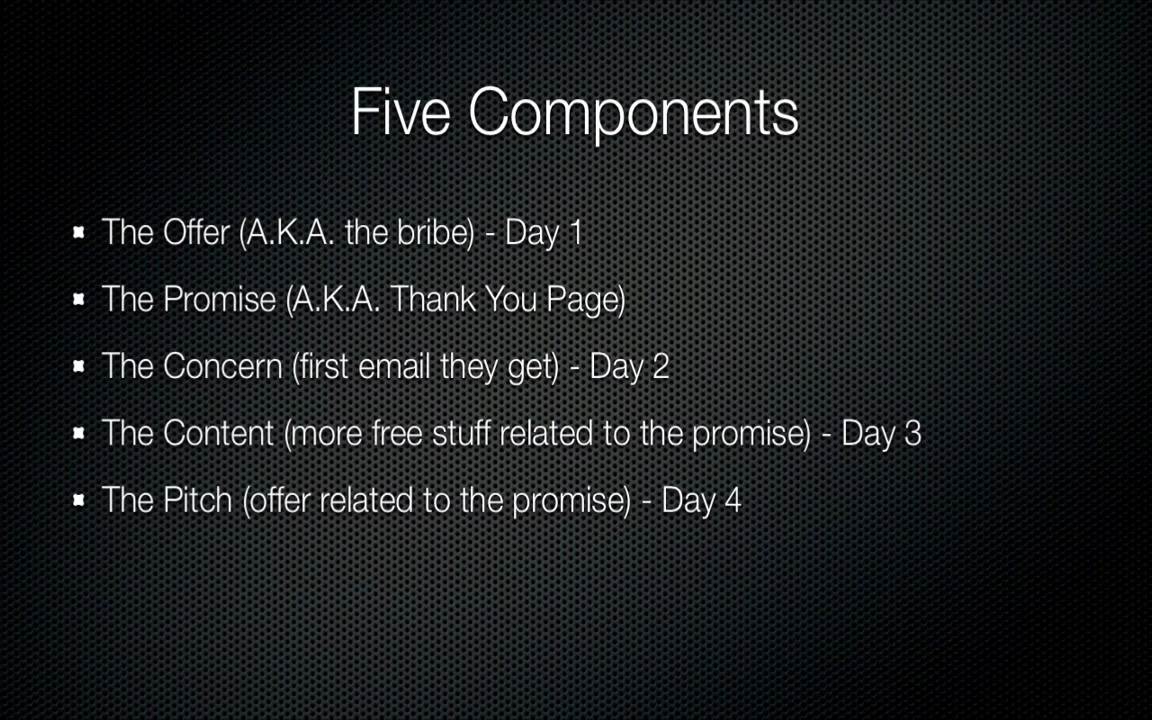 Five Components
The Offer (A.K.A. the bribe) - Day 1
The Promise (A.K.A. Thank You Page)
The Concern (first email they get) - Day 2
The Content (more free stuff related to the promise) - Day 3
The Pitch (offer related to the promise) - Day 4